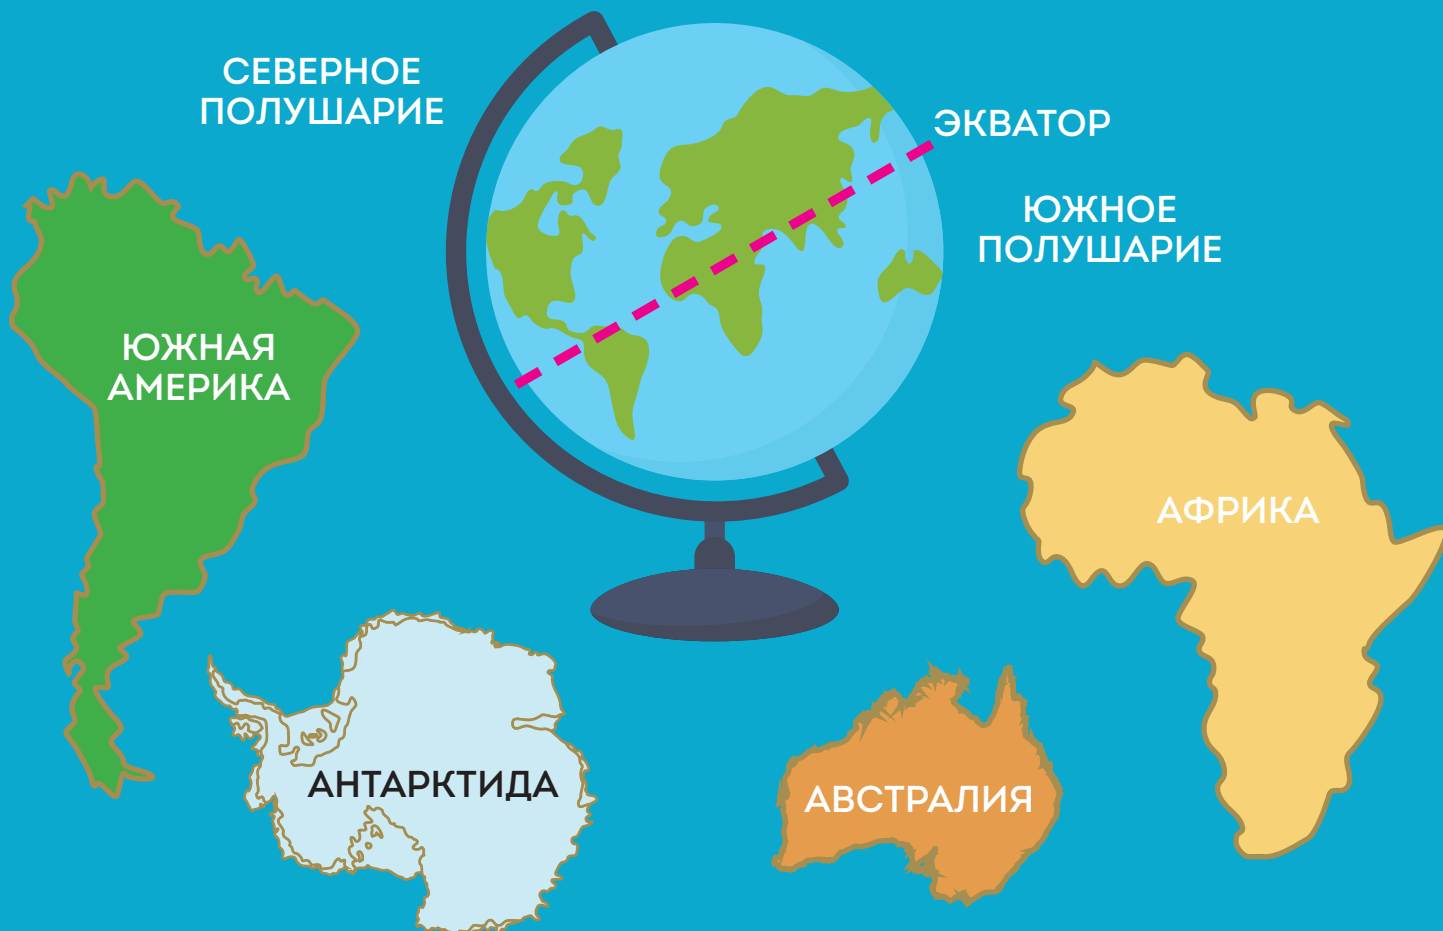 СЕВЕРНОЕ
ПОЛУШАРИЕ
ЭКВАТОР
ЮЖНОЕ
ПОЛУШАРИЕ
ЮЖНАЯ
АМЕРИКА
АФРИКА
АНТАРКТИДА
АВСТРАЛИЯ